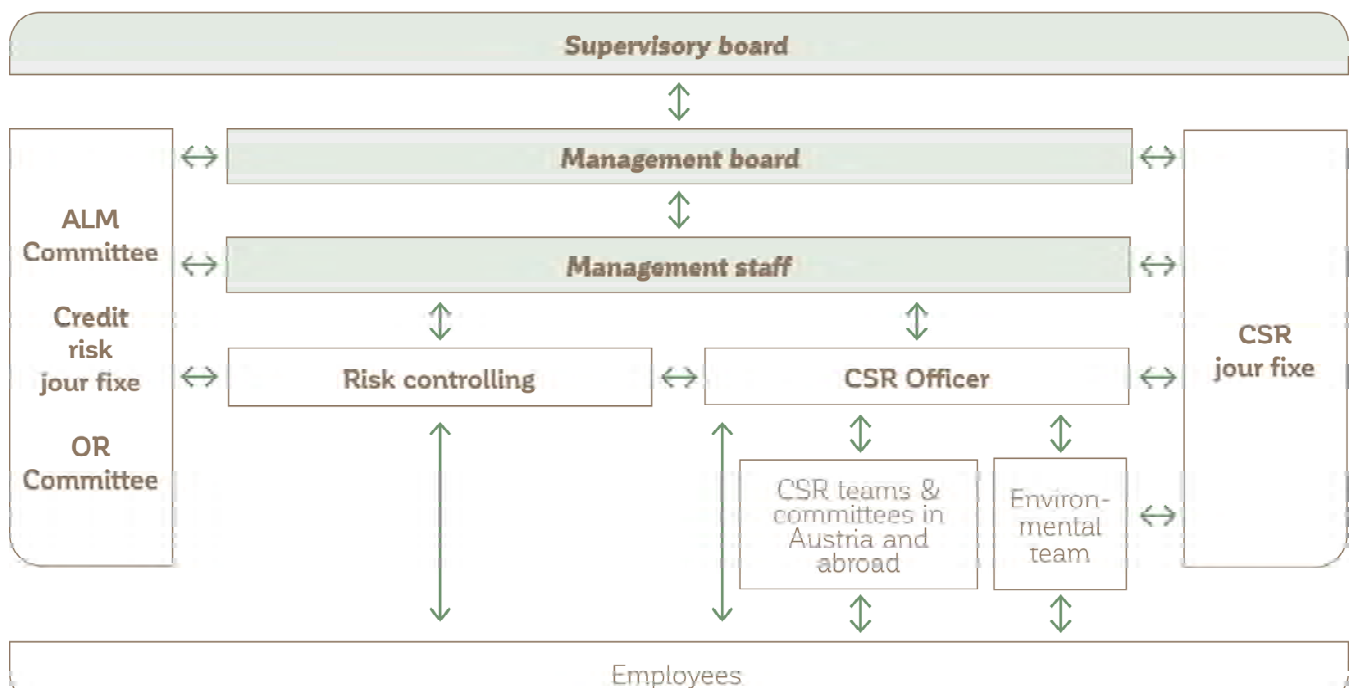 Supervisory board
Management board
ALM
Committee
Management staff
Credit
risk
jour fixe
CSR
jour fixe
Risk controlling
CSR Officer
OR
Committee
CSR teams &
committees in
Austria and
abroad
Environ-
mental
team
Employees